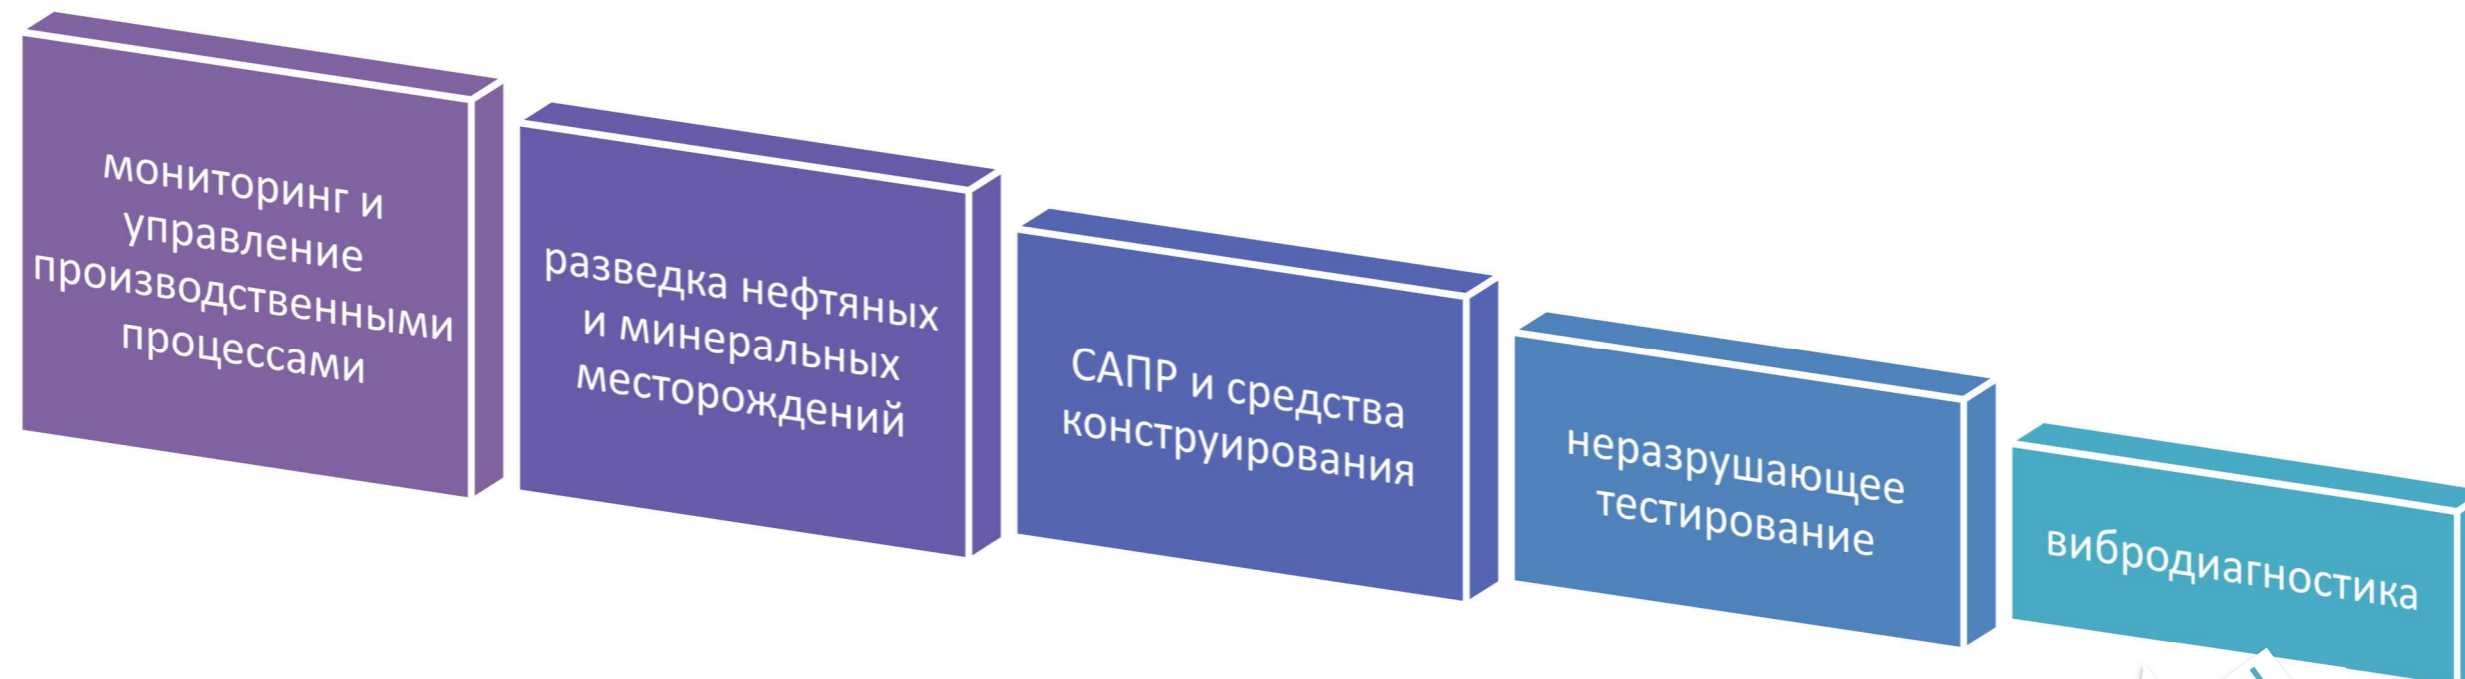 мониторинг и
управление
производственными
процессами
разведка нефтяных
и минеральных
месторождений
САПР и средства
конструирования
неразрушающее
тестирование
вибродиагностика